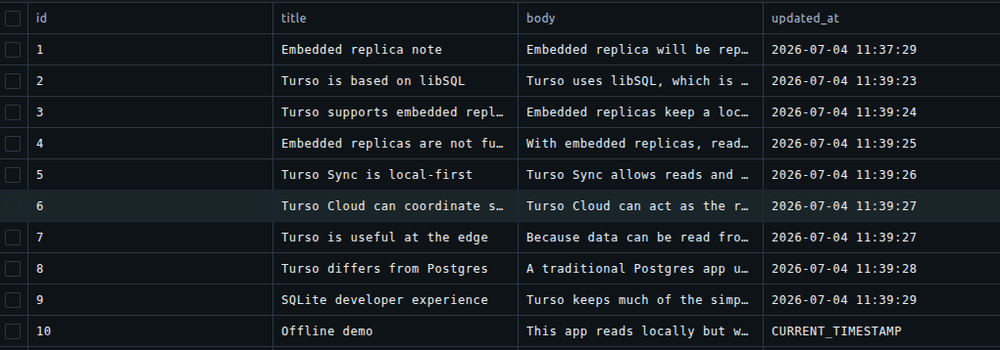 id title body updated_at
1 Embedded replica note Embedded replica will be rep… 2026-07-04 11:37:29
2 Turso is based on libSQL Turso uses libSQL, which is … 2026-07-04 11:39:23
3 Turso supports embedded repl… Embedded replicas keep a loc… 2026-07-04 11:39:24
4 Embedded replicas are not fu… With embedded replicas, read… 2026-07-04 11:39:25
5 Turso Sync is local-first Turso Sync allows reads and … 2026-07-04 11:39:26
6 Turso Cloud can coordinate s… Turso Cloud can act as the r… 2026-07-04 11:39:27
7 Turso is useful at the edge Because data can be read fro… 2026-07-04 11:39:27
8 Turso differs from Postgres A traditional Postgres app u… 2026-07-04 11:39:28
9 SQLite developer experience Turso keeps much of the simp… 2026-07-04 11:39:29
10 Offline demo This app reads locally but w… CURRENT_TIMESTAMP